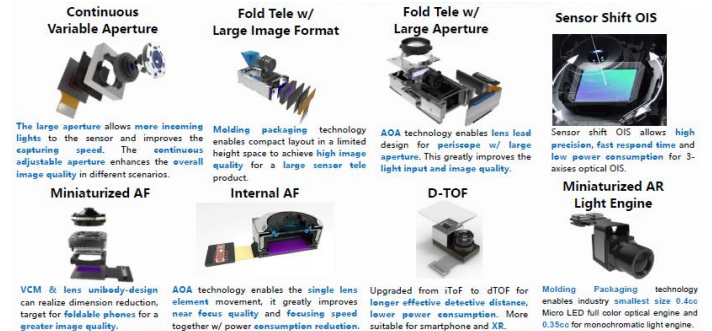 Continuous
Variable Aperture
The large aperture allows more incoming
lights to the sensor and improves the
capturing speed. The continuous
adjustable aperture enhances the overall
image quality in different scenarios.
Fold Tele w/
Large Image Format
Molding packaging technology
enables compact layout in a limited
height space to achieve high image
quality for a large sensor tele
product.
Fold Tele w/
Large Aperture
AOA technology enables lens lead
design for periscope w/ large
aperture. This greatly improves the
light input and image quality.
Sensor Shift OIS
Sensor shift OIS allows high
precision, fast respond time and
low power consumption for 3-
axises optical OIS.
Miniaturized AF
VCM & lens unibody-design
can realize dimension reduction,
target for foldable phones for a
greater image quality.
Internal AF
AOA technology enables the single lens
element movement, it greatly improves
near focus quality and focusing speed
together w/ power consumption reduction.
D-TOF
Upgraded from iToF to dTOF for
longer effective detective distance,
lower power consumption. More
suitable for smartphone and XR.
Miniaturized AR
Light Engine
Molding Packaging technology
enables industry smallest size 0.4cc
Micro LED full color optical engine and
0.35cc for monochromatic light engine.